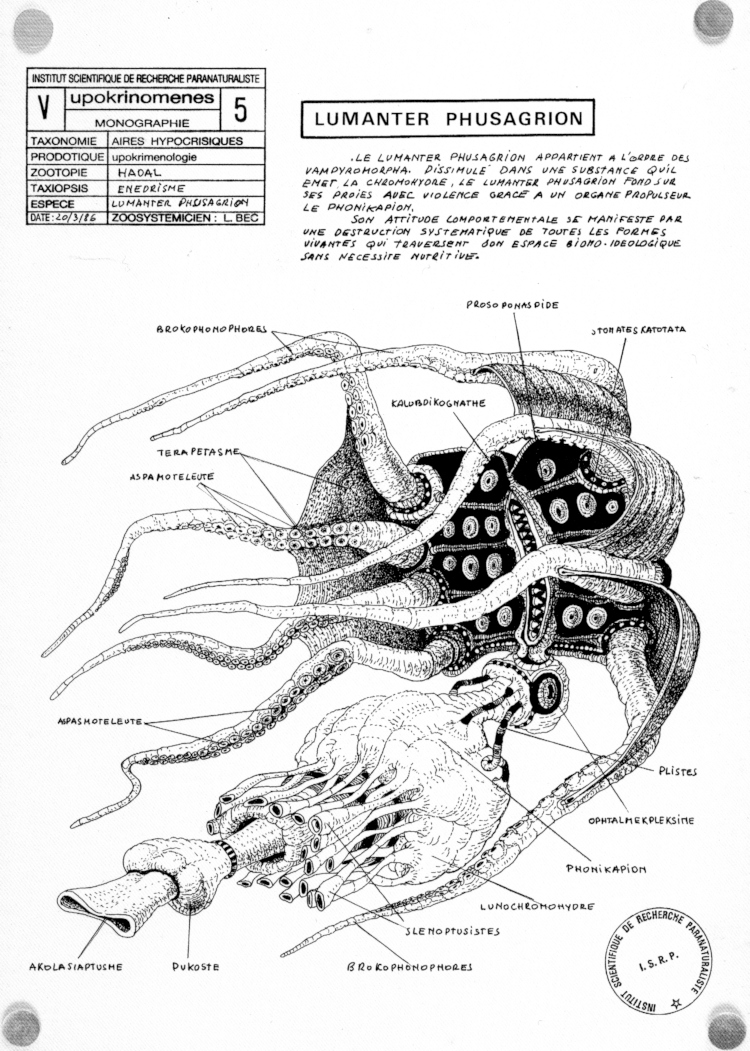 INSTITUT SCIENTIFIQUE DE RECHERCHE PARANATURALISTE
V upokrinomenes 5
MONOGRAPHIE
TAXONOMIE AIRES HYPOCRISIQUES
PRODOTIQUE upokrimenologie
ZOOTOPIE HADAL
TAXIOPSIS ENEDRISME
ESPECE LUMANTER PHUSAGRION
DATE: 20/3/86 ZOOSYSTEMICIEN : L. BEC
LUMANTER PHUSAGRION
. LE LUMANTER PHUSAGRION APPARTIENT A L'ORDRE DES
VAMPYROMORPHA. DISSIMULÉ DANS UNE SUBSTANCE QUIL
EMET LA CHROMOHYDRE, LE LUMANTER PHUSAGRION FOND SUR
SES PROIES AVEC VIOLENCE GRACE A UN ORGANE PROPULSEUR
LE PHONIKAPION.
SON ATTITUDE COMPORTEMENTALE SE MANIFESTE PAR
UNE DESTRUCTION SYSTEMATIQUE DE TOUTES LES FORMES
VIVANTES QUI TRAVERSENT SON ESPACE BIONO-IDEOLOGIQUE
SANS NECESSITE NUTRITIVE.
PROSOPONASPIDE
BROKOPHONOPHORES
STOMATESKATOTATA
KALUBDIKOGNATHE
TERAPETASME
ASPAMOTELEUTE
ASPASMOTELEUTE
PLISTES
OPHTALMEKPLEKSIME
PHONIKAPION
LUNOCHROMOHYDRE
SLENOPTUSISTES
AKOLASIAPTUSME
DUKOSTE
BROKOPHONOPHORES
INSTITUT SCIENTIFIQUE DE RECHERCHE PARANATURALISTE
I.S.R.P.